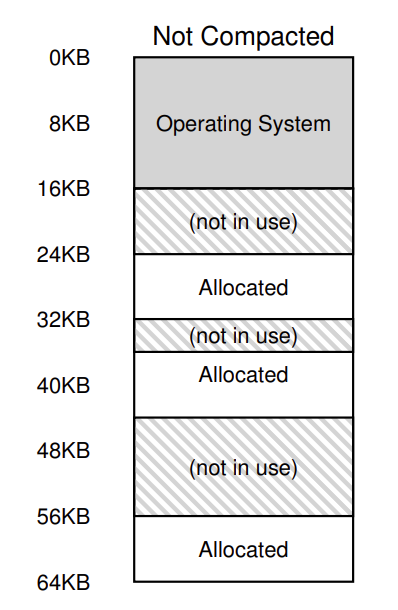 Not Compacted
0KB
8KB
Operating System
16KB
(not in use)
24KB
Allocated
32KB
(not in use)
Allocated
40KB
48KB
(not in use)
56KB
Allocated
64KB